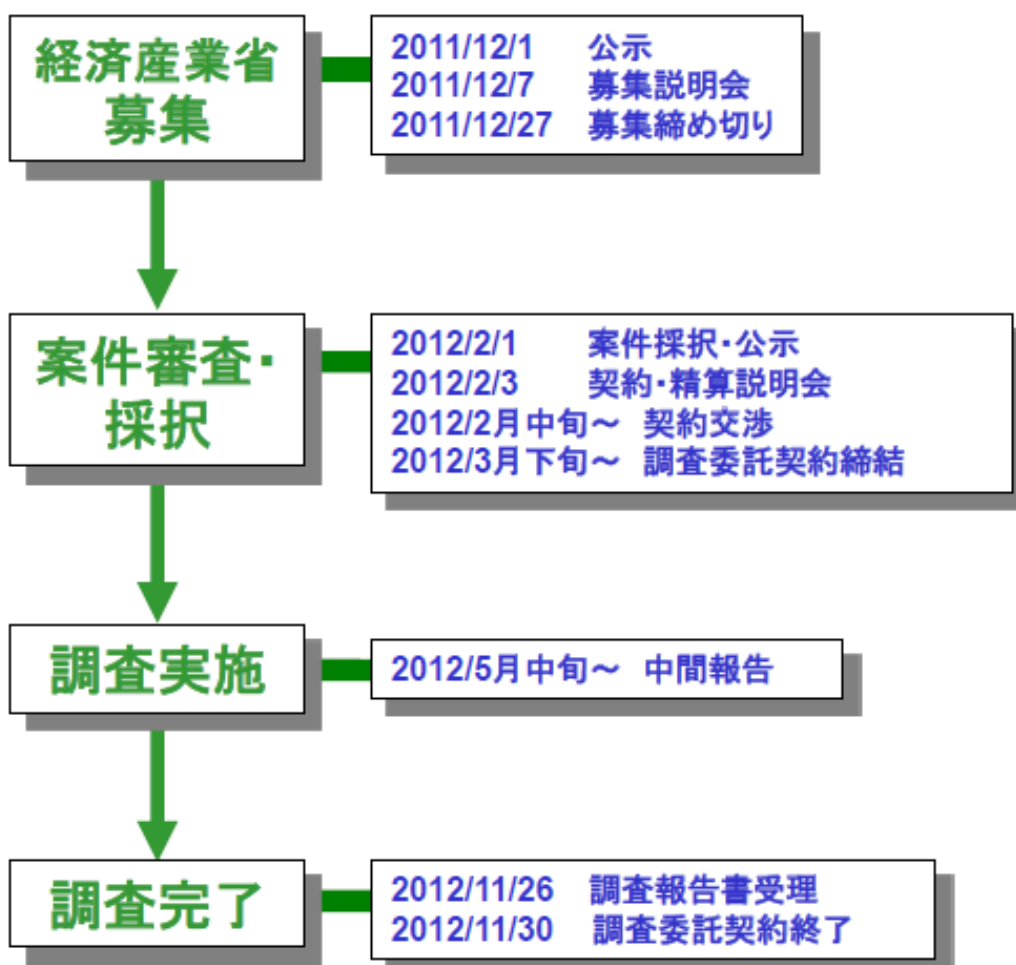 経済産業省
募集
2011/12/1 公示
2011/12/7 募集説明会
2011/12/27 募集締め切り
案件審査・
採択
2012/2/1 案件採択・公示
2012/2/3 契約・精算説明会
2012/2月中旬～ 契約交渉
2012/3月下旬～ 調査委託契約締結
調査実施
2012/5月中旬～ 中間報告
調査完了
2012/11/26 調査報告書受理
2012/11/30 調査委託契約終了